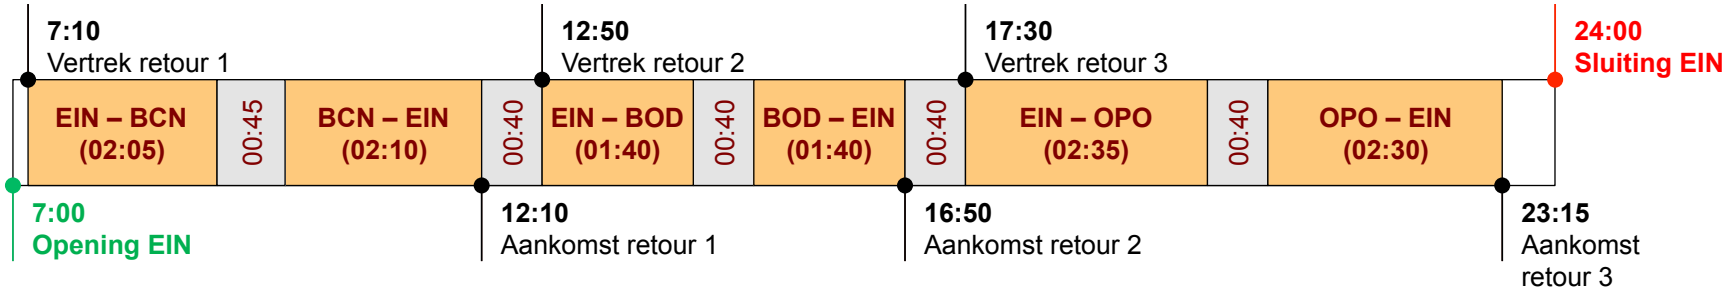 7:10
Vertrek retour 1
12:50
Vertrek retour 2
17:30
Vertrek retour 3
24:00
Sluiting EIN
EIN – BCN
(02:05)
00:45
BCN – EIN
(02:10)
00:40
EIN – BOD
(01:40)
00:40
BOD – EIN
(01:40)
00:40
EIN – OPO
(02:35)
00:40
OPO – EIN
(02:30)
7:00
Opening EIN
12:10
Aankomst retour 1
16:50
Aankomst retour 2
23:15
Aankomst
retour 3